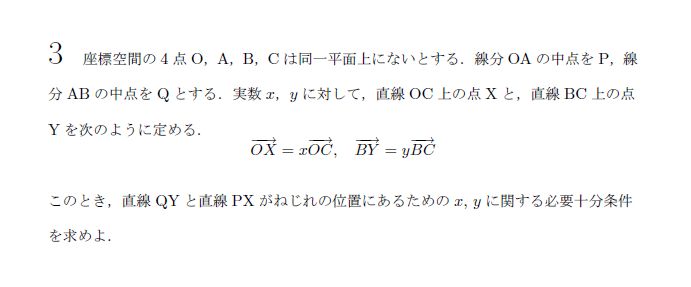 3 座標空間の 4 点 O，A，B，C は同一平面上にないとする．線分 OA の中点を P，線
分 AB の中点を Q とする．実数 x，y に対して，直線 OC 上の点 X と，直線 BC 上の点
Y を次のように定める．
$\overrightarrow{OX} = x\overrightarrow{OC},\quad \overrightarrow{BY} = y\overrightarrow{BC}$
このとき，直線 QY と直線 PX がねじれの位置にあるための x, y に関する必要十分条件
を求めよ．